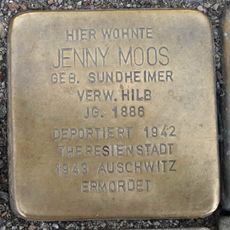 HIER WOHNTE
JENNY MOOS
GEB. SUNDHEIMER
VERW. HILB
JG. 1886
DEPORTIERT 1942
THERESIENSTADT
1943 AUSCHWITZ
ERMORDET